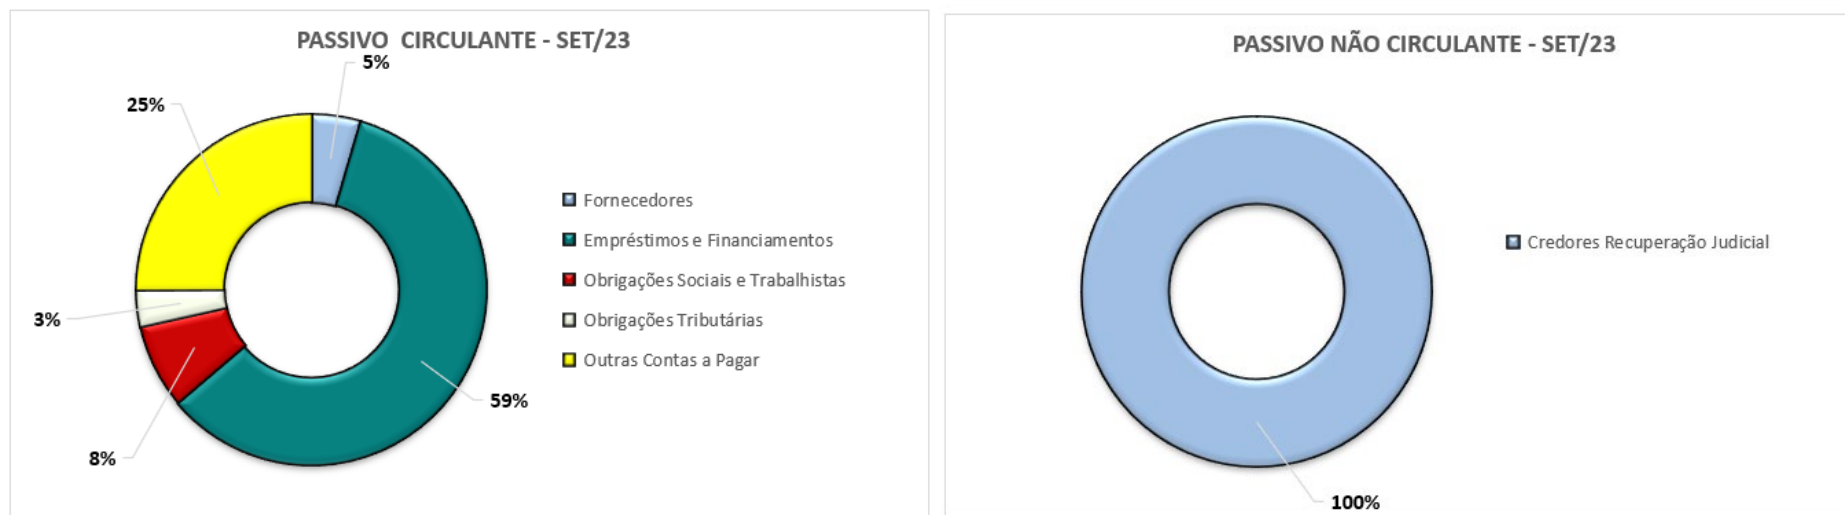 PASSIVO CIRCULANTE - SET/23
5%
25%
3%
8%
59%
Fornecedores
Empréstimos e Financiamentos
Obrigações Sociais e Trabalhistas
Obrigações Tributárias
Outras Contas a Pagar
PASSIVO NÃO CIRCULANTE - SET/23
Credores Recuperação Judicial
100%